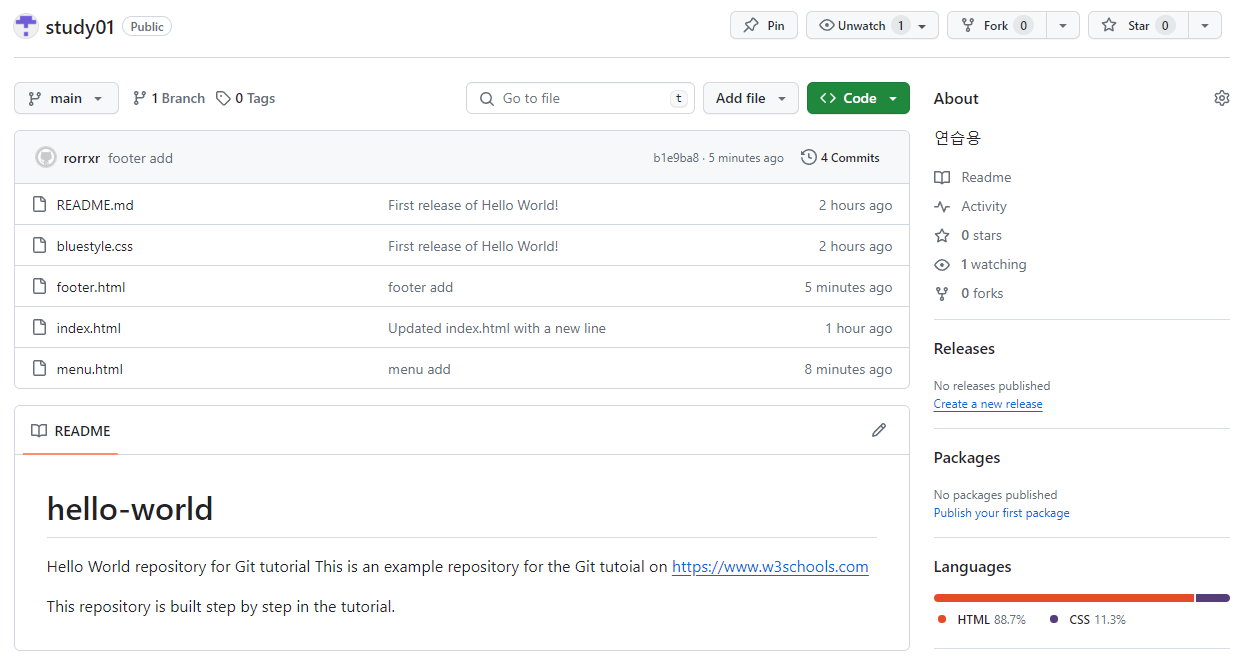 study01 Public Pin Unwatch 1 Fork 0 Star 0
main 1 Branch 0 Tags Go to file t Add file Code
rorrxr footer add b1e9ba8 · 5 minutes ago 4 Commits
README.md First release of Hello World! 2 hours ago
bluestyle.css First release of Hello World! 2 hours ago
footer.html footer add 5 minutes ago
index.html Updated index.html with a new line 1 hour ago
menu.html menu add 8 minutes ago
README
hello-world
Hello World repository for Git tutorial This is an example repository for the Git tutoial on https://www.w3schools.com
This repository is built step by step in the tutorial.
About
연습용
Readme
Activity
0 stars
1 watching
0 forks
Releases
No releases published
Create a new release
Packages
No packages published
Publish your first package
Languages
HTML 88.7% CSS 11.3%